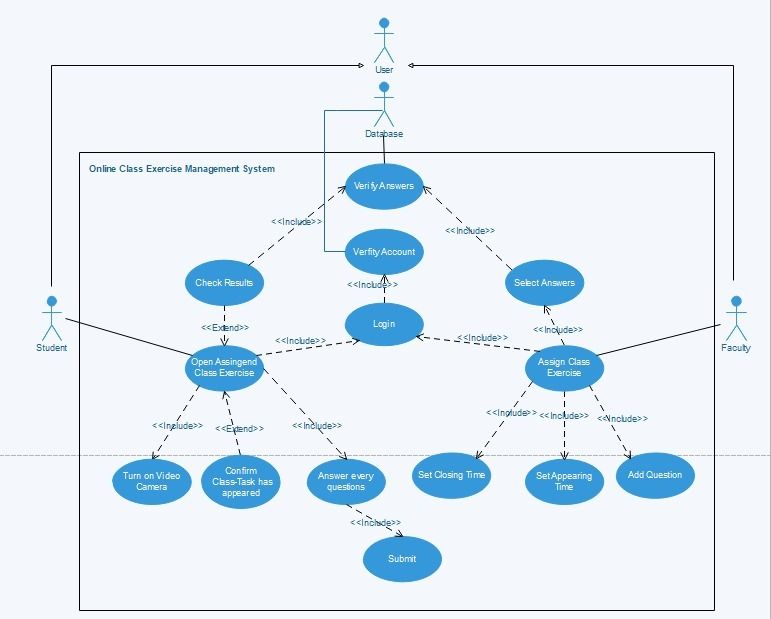 User
Database
Online Class Exercise Management System
Verify Answers
<<Include>>
<<Include>>
Verfity Account
Check Results
<<Include>>
Select Answers
Login
<<Extend>>
<<Include>>
<<Include>>
<<Include>>
Student
Faculty
Open Assingend
Class Exercise
Assign Class
Exercise
<<Include>>
<<Extend>>
<<Include>>
<<Include>>
<<Include>>
<<Include>>
Turn on Video
Camera
Confirm
Class-Task has
appeared
Answer every
questions
Set Closing Time
Set Appearing
Time
Add Question
<<Include>>
Submit